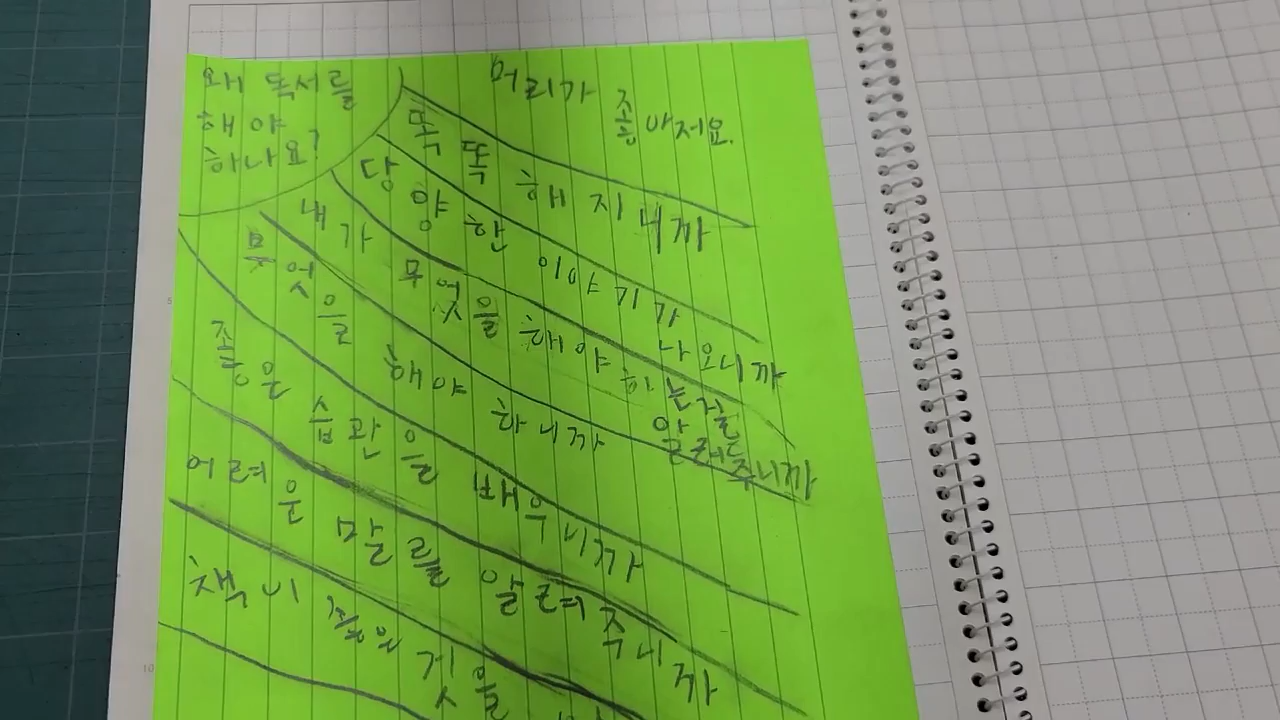 왜 독서를
해야
하나요?
머리가 좋아저요.
똑똑해지니까
당양한 이야기가 나오니까
내가 무엇을 해야 하는걸 알려주니까
무엇을 해야 하니까
좋은 습관을 배우니까
어려운 말를 알려주니까
책이 것을